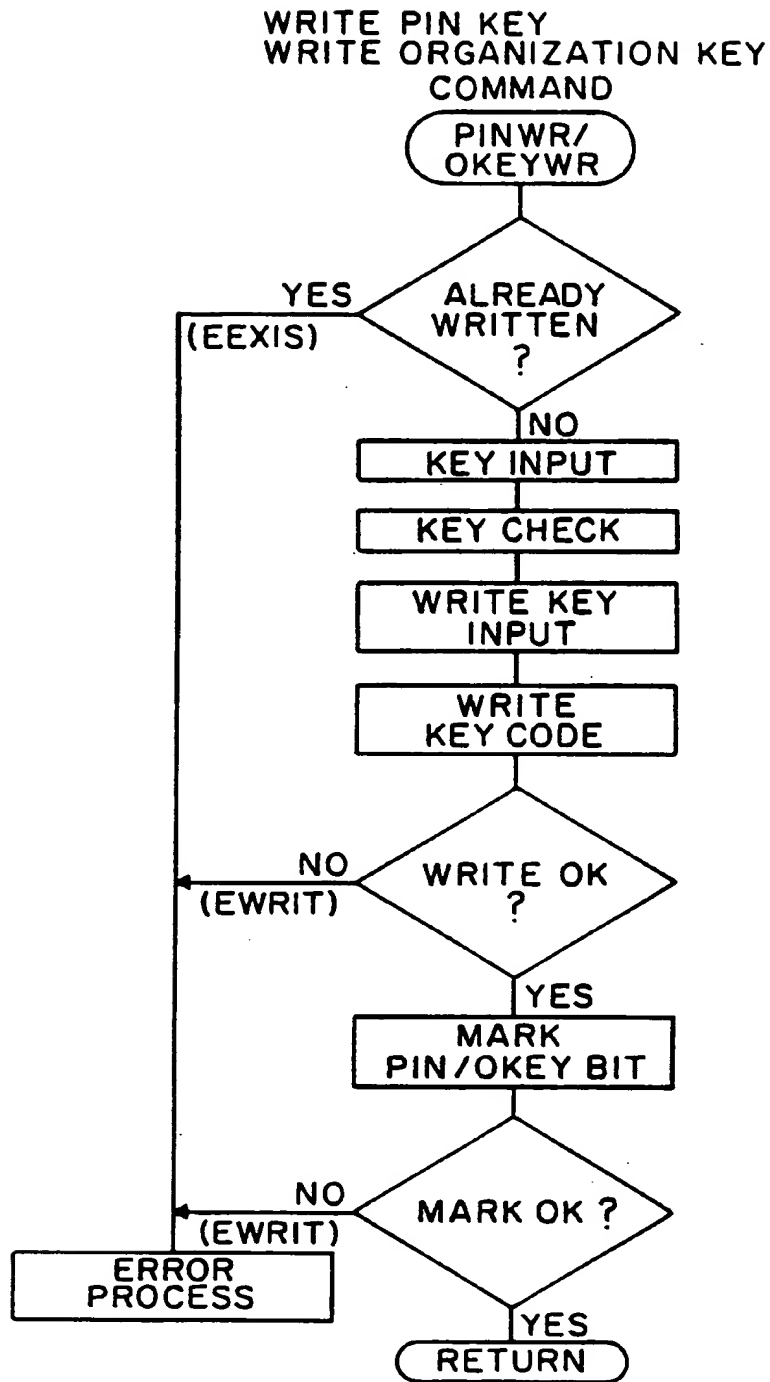 WRITE PIN KEY
WRITE ORGANIZATION KEY
COMMAND
PINWR/
OKEYWR
YES
(EEXIS)
ALREADY
WRITTEN
?
NO
KEY INPUT
KEY CHECK
WRITE KEY
INPUT
WRITE
KEY CODE
NO
(EWRIT)
WRITE OK
?
YES
MARK
PIN/OKEY BIT
NO
(EWRIT)
MARK OK ?
ERROR
PROCESS
YES
RETURN